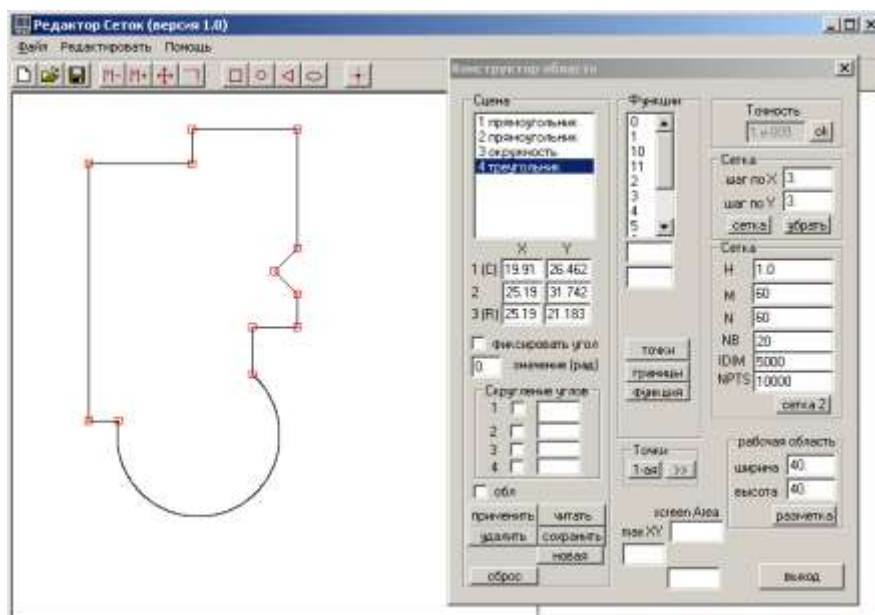 Редактор Сеток (версия 1.0)
Файл Редактировать Помощь
Конструктор области
Сцена
1 прямоугольник
2 прямоугольник
3 окружность
4 треугольник
X Y
1 (C) 19.91 26.462
2 25.19 31.742
3 (R) 25.19 21.183
фиксировать угол
0. значение (рад)
Скругление углов
1
2
3
4
обл
применить читать
удалить сохранить
новая
сброс
Функции
0
1
10
11
2
3
4
5
точки
границы
функция
Точки
1-ая >>
screen Area
max XY
Точность
ok
Сетка
шаг по X 3.
шаг по Y 3.
сетка убрать
Сетка
H 1.0
M 60
N 60
NB 20
IDIM 5000
NPTS 10000
сетка 2
рабочая область
ширина 40.
высота 40.
разметка
выход